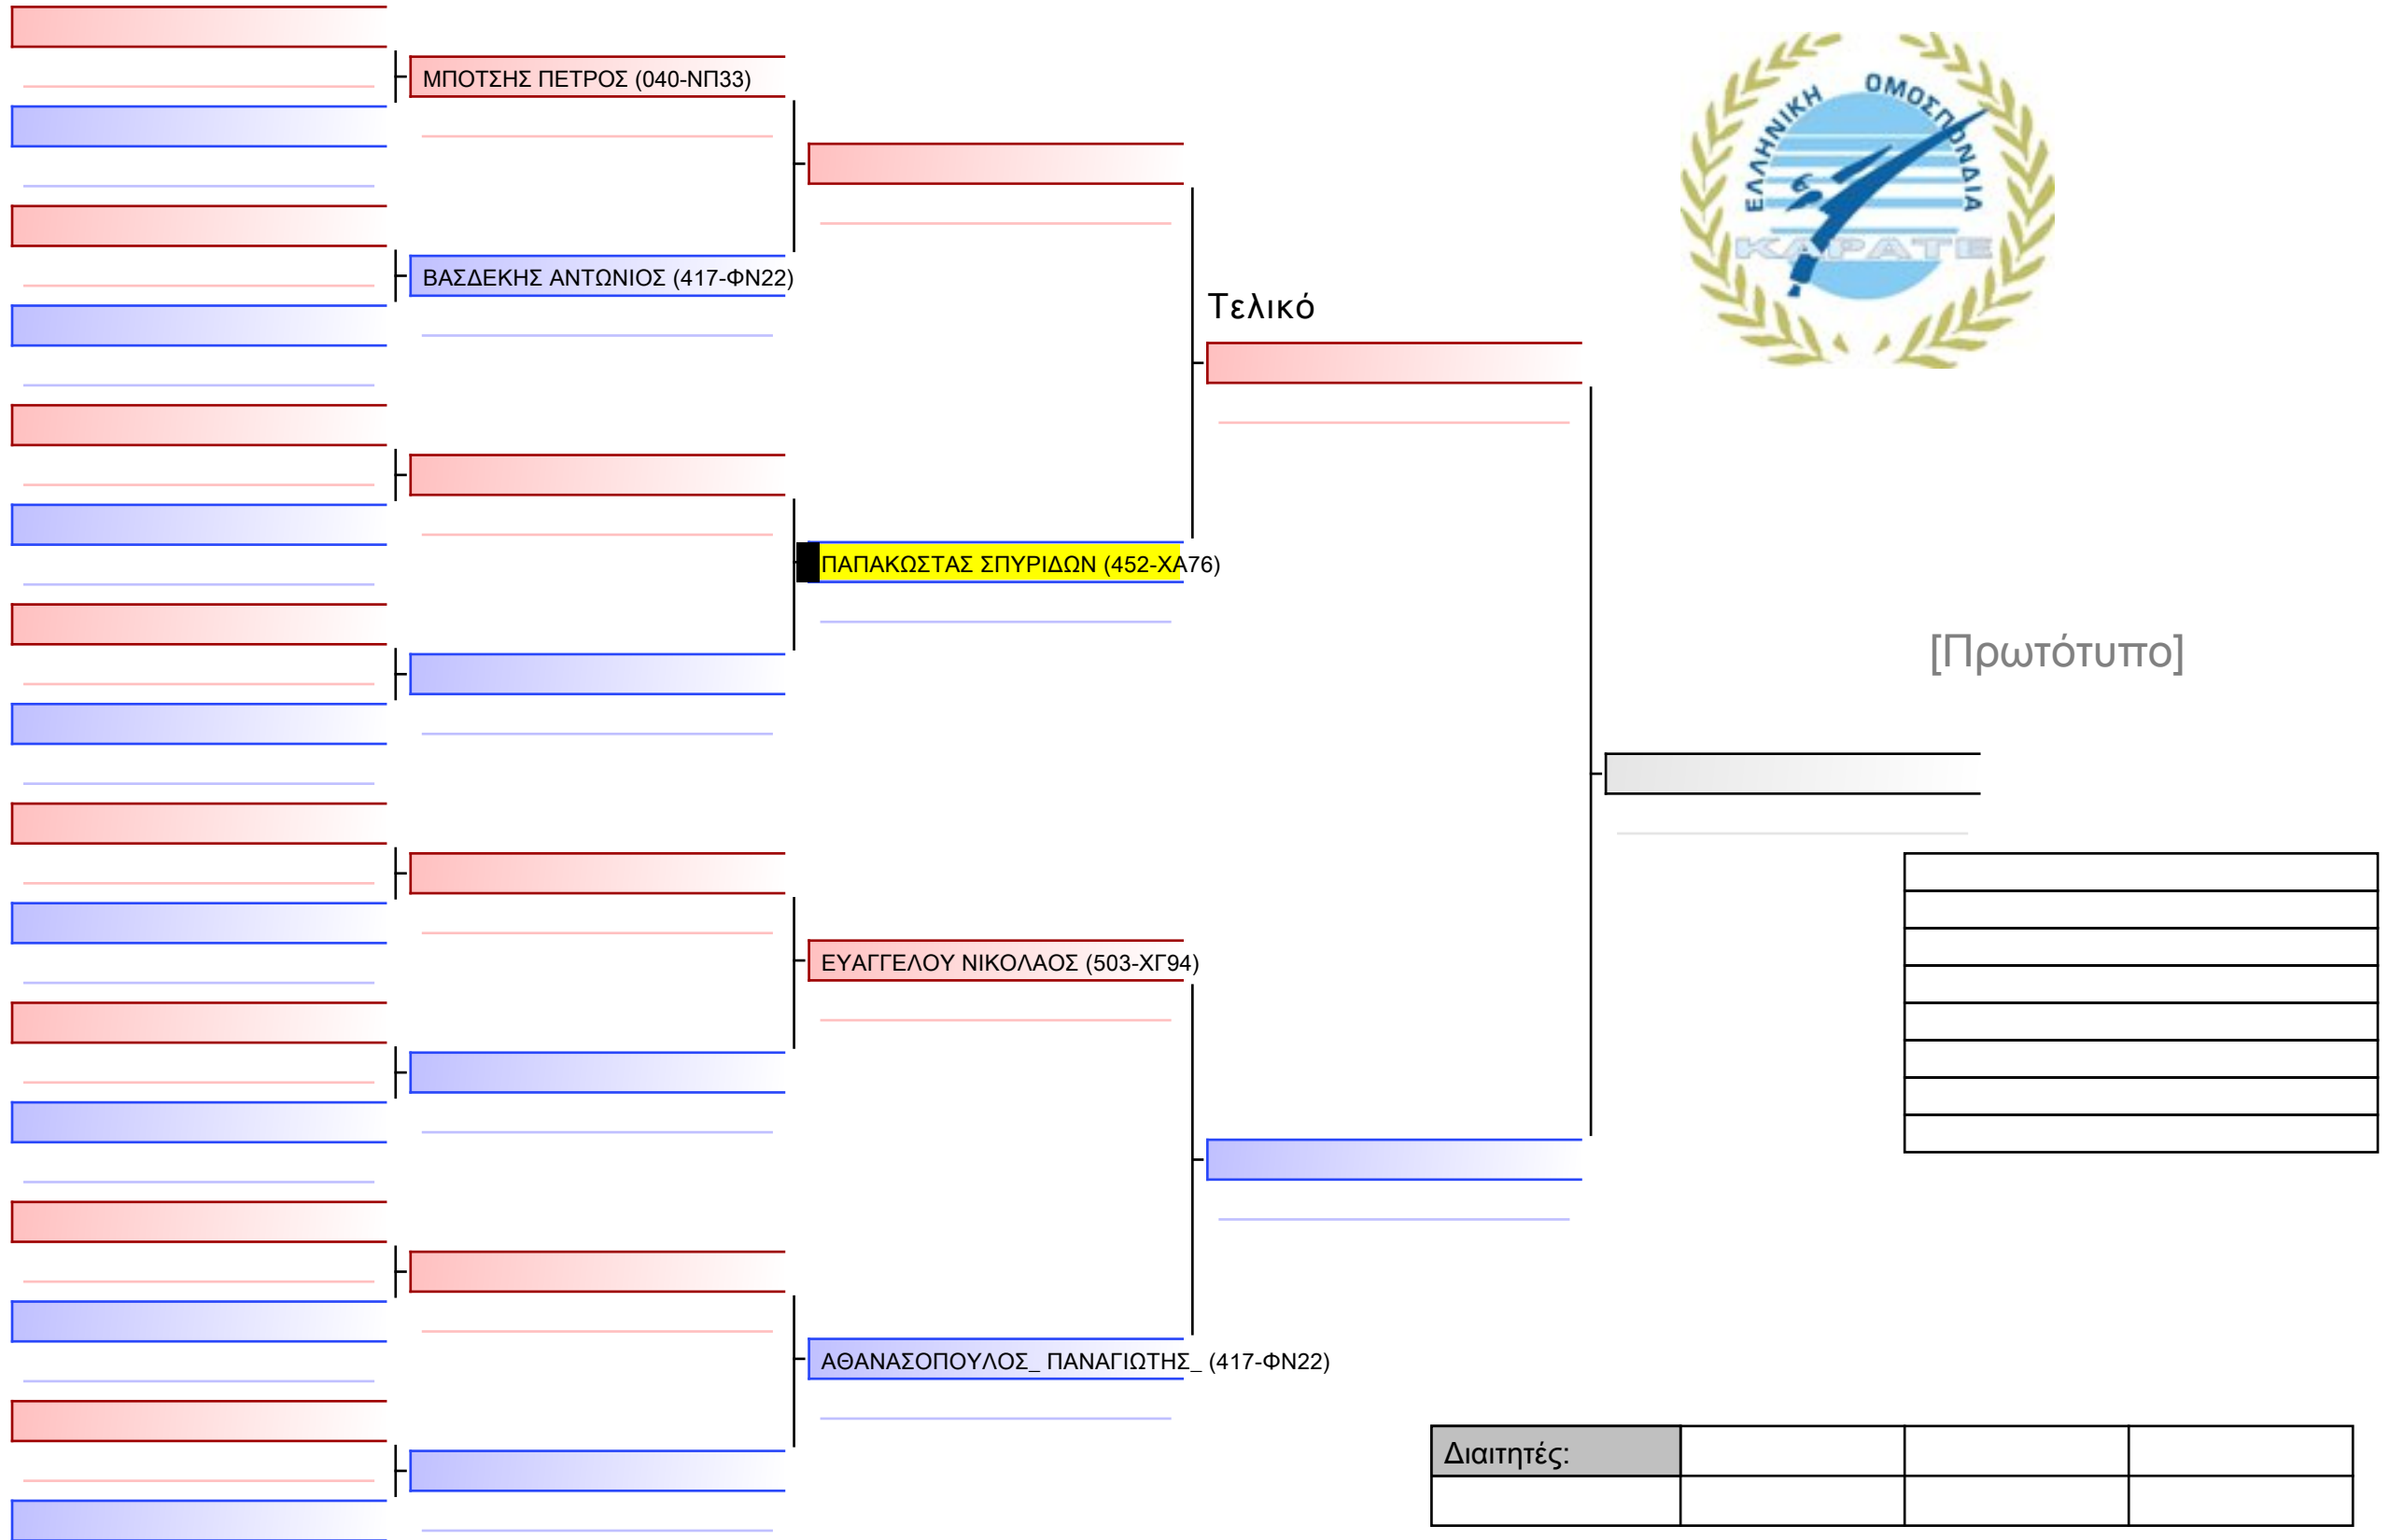 ΜΠΟΤΣΗΣ ΠΕΤΡΟΣ (040-ΝΠ33)
ΕΛΛΗΝΙΚΗ ΟΜΟΣΠΟΝΔΙΑ
ΚΑΡΑΤΕ
ΒΑΣΔΕΚΗΣ ΑΝΤΩΝΙΟΣ (417-ΦΝ22)
Τελικό
ΠΑΠΑΚΩΣΤΑΣ ΣΠΥΡΙΔΩΝ (452-ΧΑ76)
[Πρωτότυπο]
ΕΥΑΓΓΕΛΟΥ ΝΙΚΟΛΑΟΣ (503-ΧΓ94)
ΑΘΑΝΑΣΟΠΟΥΛΟΣ_ ΠΑΝΑΓΙΩΤΗΣ_ (417-ΦΝ22)
Διαιτητές: